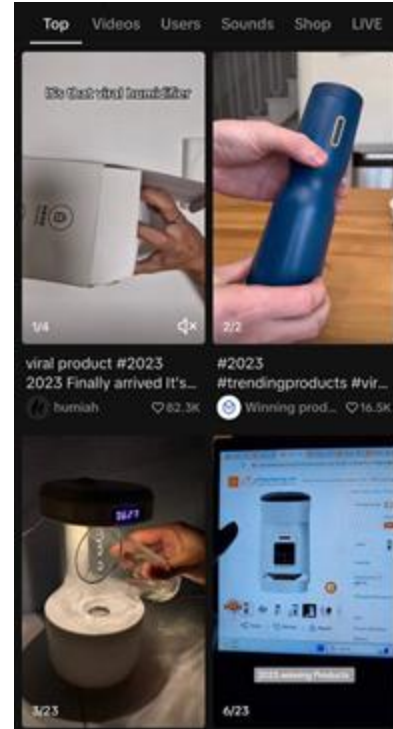 Top Videos Users Sounds Shop LIVE
It's that viral humidifier
1/4
2/2
viral product #2023
2023 Finally arrived It's...
humiah 82.3K
#2023
#trendingproducts #vir...
Winning prod... 16.5K
3/23
2023 winning Products
6/23